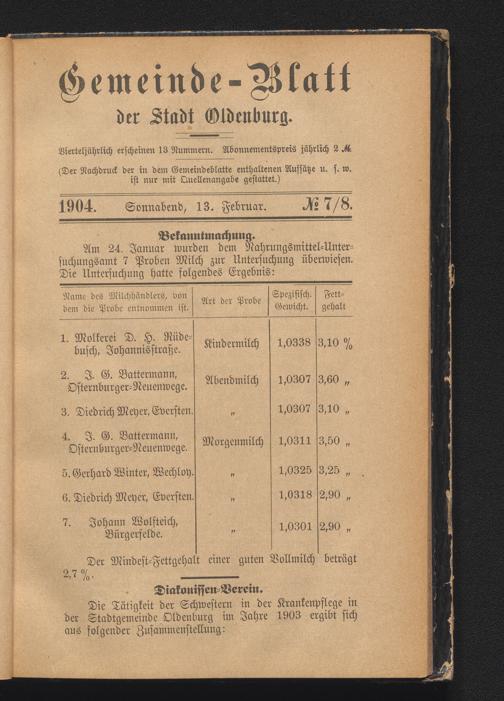 Gemeinde-Blatt
der Stadt Oldenburg.
Vierteljährlich erscheinen 13 Nummern. Abonnementspreis jährlich 2 ℳ
(Der Nachdruck der in dem Gemeindeblatte enthaltenen Aufsätze u. s. w.
ist nur mit Quellenangabe gestattet.)
1904. Sonnabend, 13. Februar. № 7/8.
Bekanntmachung.
Am 24. Januar wurden dem Nahrungsmittel-Unter-
suchungsamt 7 Proben Milch zur Untersuchung überwiesen.
Die Untersuchung hatte folgendes Ergebnis:
Name des Milchhändlers, von Art der Probe Spezifisch. Fett-
dem die Probe entnommen ist. Gewicht. gehalt
1. Molkerei D. H. Rüde-
busch, Johannisstraße. Kindermilch 1,0338 3,10 %
2. J. G. Battermann,
Osternburger-Neuenwege. Abendmilch 1,0307 3,60 „
3. Diedrich Meyer, Eversten. „ 1,0307 3,10 „
4. J. G. Battermann,
Osternburger-Neuenwege. Morgenmilch 1,0311 3,50 „
5. Gerhard Winter, Wechloy. „ 1,0325 3,25 „
6. Diedrich Meyer, Eversten. „ 1,0318 2,90 „
7. Johann Wolfteich,
Bürgerfelde. „ 1,0301 2,90 „
Der Mindest-Fettgehalt einer guten Vollmilch beträgt
2,7 %.
Diakonissen-Verein.
Die Tätigkeit der Schwestern in der Krankenpflege in
der Stadtgemeinde Oldenburg im Jahre 1903 ergibt sich
aus folgender Zusammenstellung: